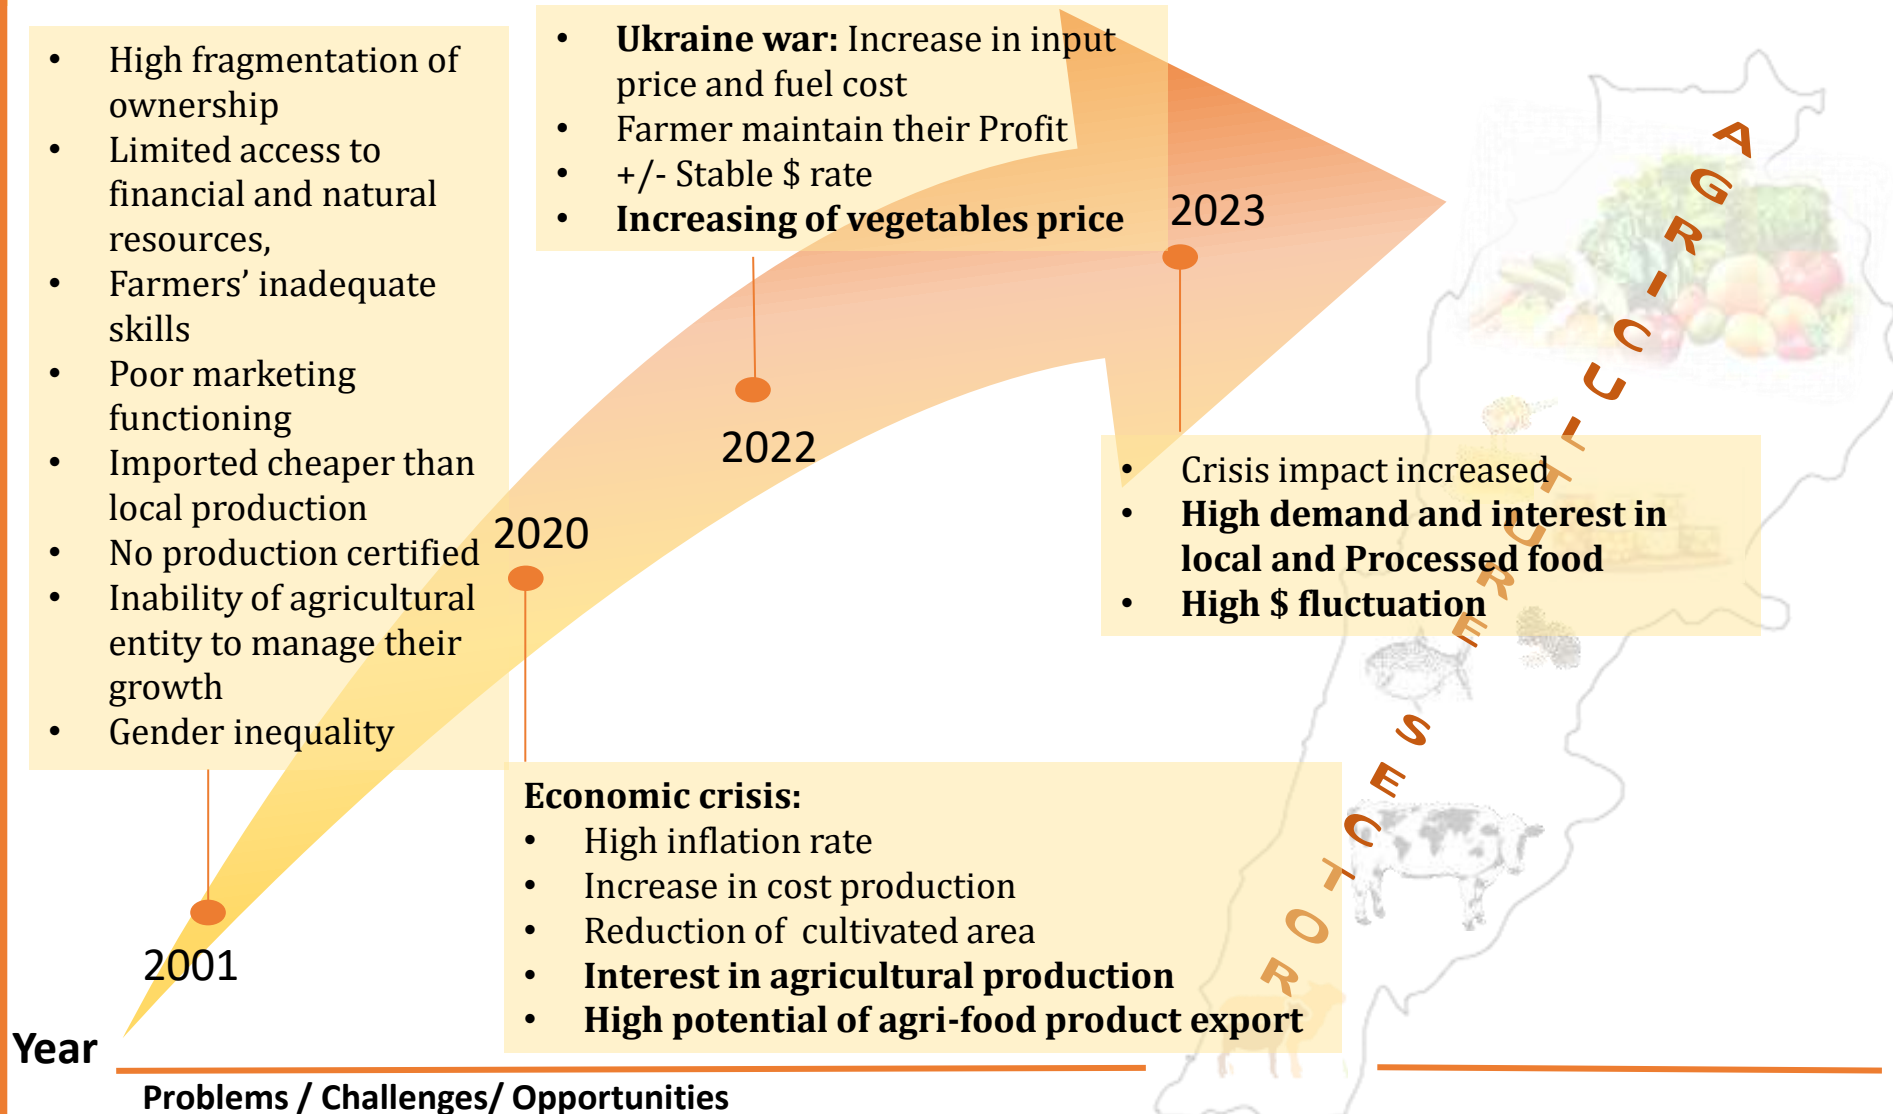 • High fragmentation of
ownership
• Limited access to
financial and natural
resources,
• Farmers’ inadequate
skills
• Poor marketing
functioning
• Imported cheaper than
local production
• No production certified
• Inability of agricultural
entity to manage their
growth
• Gender inequality
2001
2020
Economic crisis:
• High inflation rate
• Increase in cost production
• Reduction of cultivated area
• Interest in agricultural production
• High potential of agri-food product export
• Ukraine war: Increase in input
price and fuel cost
• Farmer maintain their Profit
• +/- Stable $ rate
• Increasing of vegetables price
2022
2023
• Crisis impact increased
• High demand and interest in
local and Processed food
• High $ fluctuation
AGRICULTURE SECTOR
Year
Problems / Challenges/ Opportunities